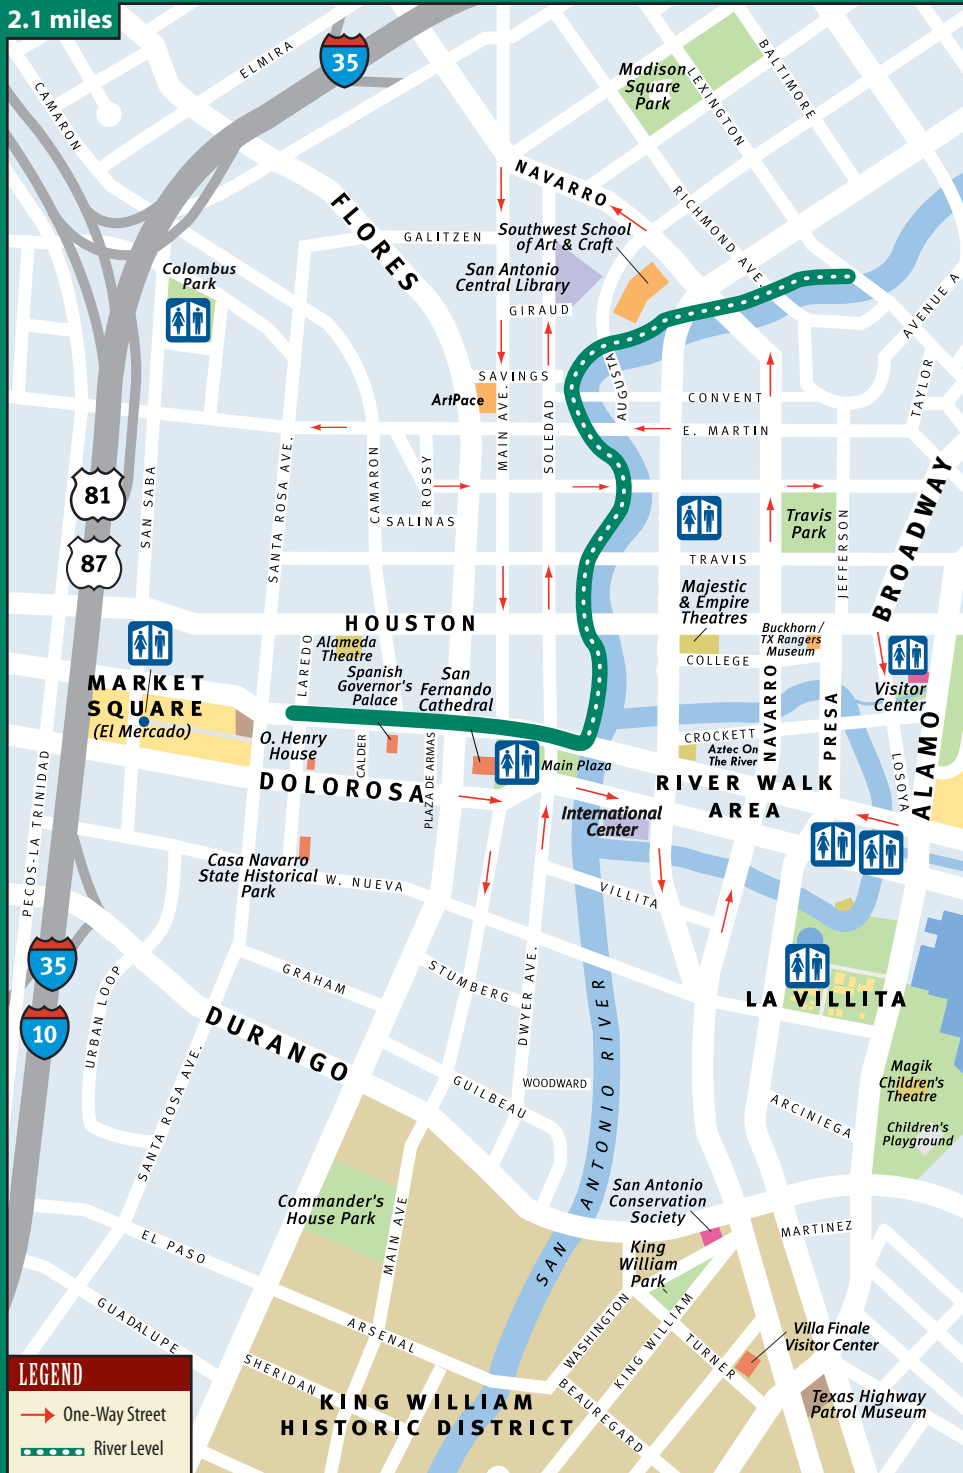 2.1 miles
ELMIRA
35
CAMARON
Madison
Square
Park
LEXINGTON
BALTIMORE
NAVARRO
RICHMOND AVE.
FLORES
GALITZEN
Southwest School
of Art & Craft
San Antonio
Central Library
GIRAUD
Colombus
Park
AVENUE A
SAVINGS
ArtPace
MAIN AVE.
SOLEDAD
AUGUSTA
CONVENT
E. MARTIN
TAYLOR
BROADWAY
81
87
SAN SABA
SANTA ROSA AVE.
CAMARON
ROSSY
SALINAS
Travis
Park
JEFFERSON
TRAVIS
Majestic
& Empire
Theatres
HOUSTON
LAREDO
Alameda
Theatre
Spanish
Governor's
Palace
San
Fernando
Cathedral
Buckhorn /
TX Rangers
Museum
COLLEGE
NAVARRO
PRESA
Visitor
Center
MARKET
SQUARE
(El Mercado)
O. Henry
House
CALDER
PLAZA DE ARMAS
Main Plaza
CROCKETT
Aztec On
The River
LOSOYA
ALAMO
DOLOROSA
RIVER WALK
AREA
International
Center
PECOS-LA TRINIDAD
Casa Navarro
State Historical
Park
W. NUEVA
VILLITA
35
10
URBAN LOOP
GRAHAM
STUMBERG
DWYER AVE.
LA VILLITA
DURANGO
SANTA ROSA AVE.
GUILBEAU
WOODWARD
SAN ANTONIO RIVER
ARCINIEGA
Magik
Children's
Theatre
Children's
Playground
Commander's
House Park
MAIN AVE
San Antonio
Conservation
Society
King
William
Park
MARTINEZ
EL PASO
GUADALUPE
ARSENAL
SHERIDAN
WASHINGTON
KING WILLIAM
TURNER
BEAUREGARD
Villa Finale
Visitor Center
Texas Highway
Patrol Museum
KING WILLIAM
HISTORIC DISTRICT
LEGEND
One-Way Street
River Level